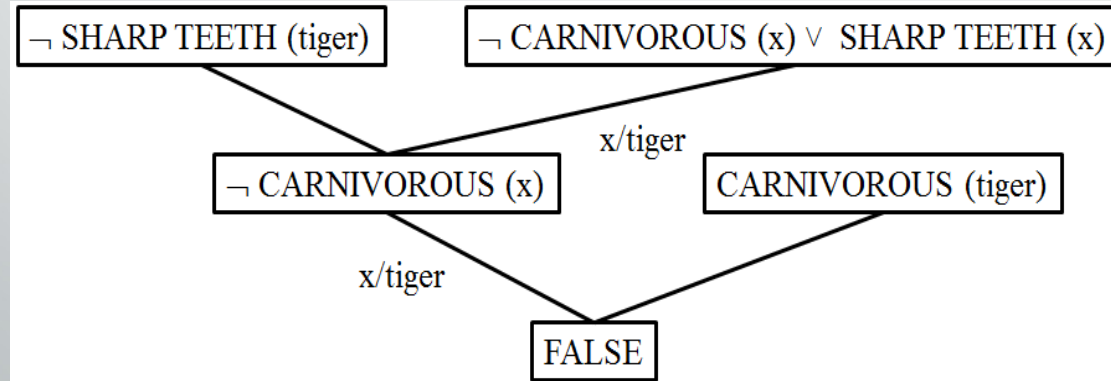 ¬ SHARP TEETH (tiger)
¬ CARNIVOROUS (x) ∨ SHARP TEETH (x)
x/tiger
¬ CARNIVOROUS (x)
CARNIVOROUS (tiger)
x/tiger
FALSE